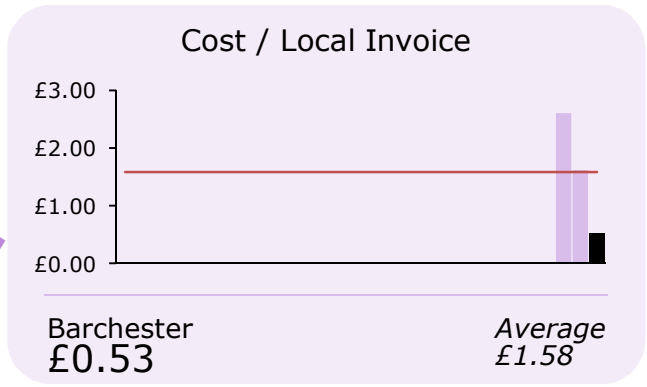 Cost / Local Invoice
£3.00
£2.00
£1.00
£0.00
Barchester
£0.53
Average
£1.58